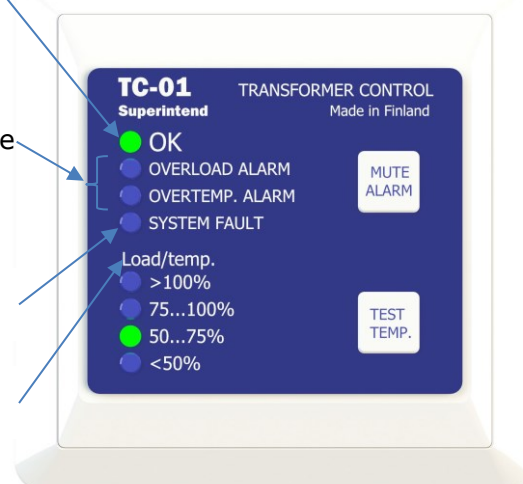 TC-01 TRANSFORMER CONTROL
Superintend Made in Finland
e
OK
OVERLOAD ALARM
OVERTEMP. ALARM
SYSTEM FAULT
MUTE
ALARM
Load/temp.
>100%
75...100%
50...75%
<50%
TEST
TEMP.